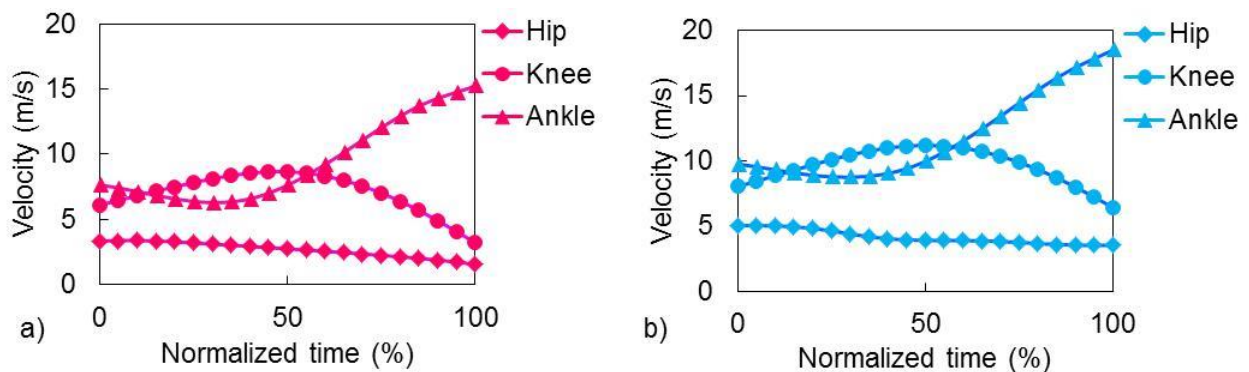 20
15
10
5
0
Velocity (m/s)
0 50 100
Normalized time (%)
Hip
Knee
Ankle
a)
20
15
10
5
0
Velocity (m/s)
0 50 100
Normalized time (%)
Hip
Knee
Ankle
b)